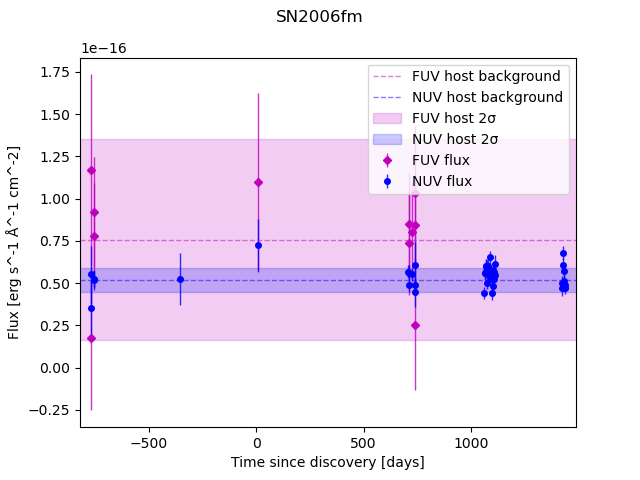 SN2006fm
1e−16
1.75
1.50
1.25
1.00
0.75
0.50
0.25
0.00
−0.25
Flux [erg s^-1 Å^-1 cm^-2]
FUV host background
NUV host background
FUV host 2σ
NUV host 2σ
FUV flux
NUV flux
−500
0
500
1000
Time since discovery [days]